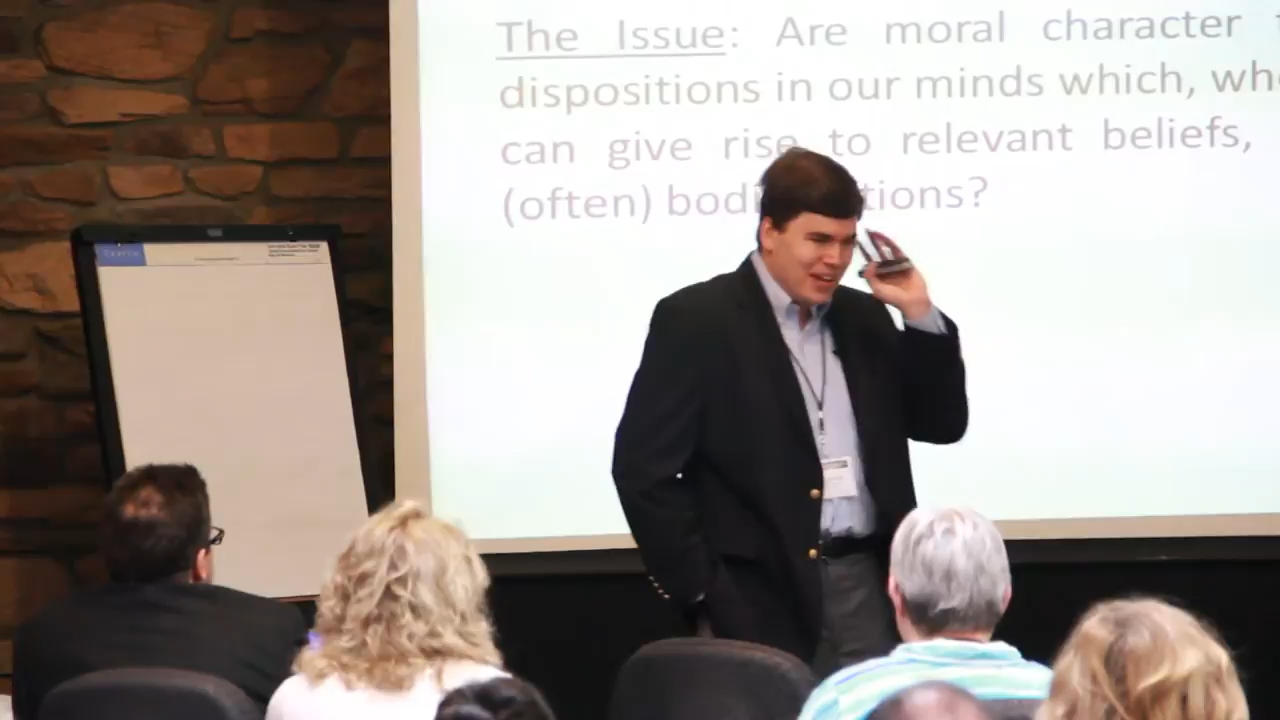 The Issue: Are moral character
dispositions in our minds which,
can give rise to relevant beliefs,
(often)